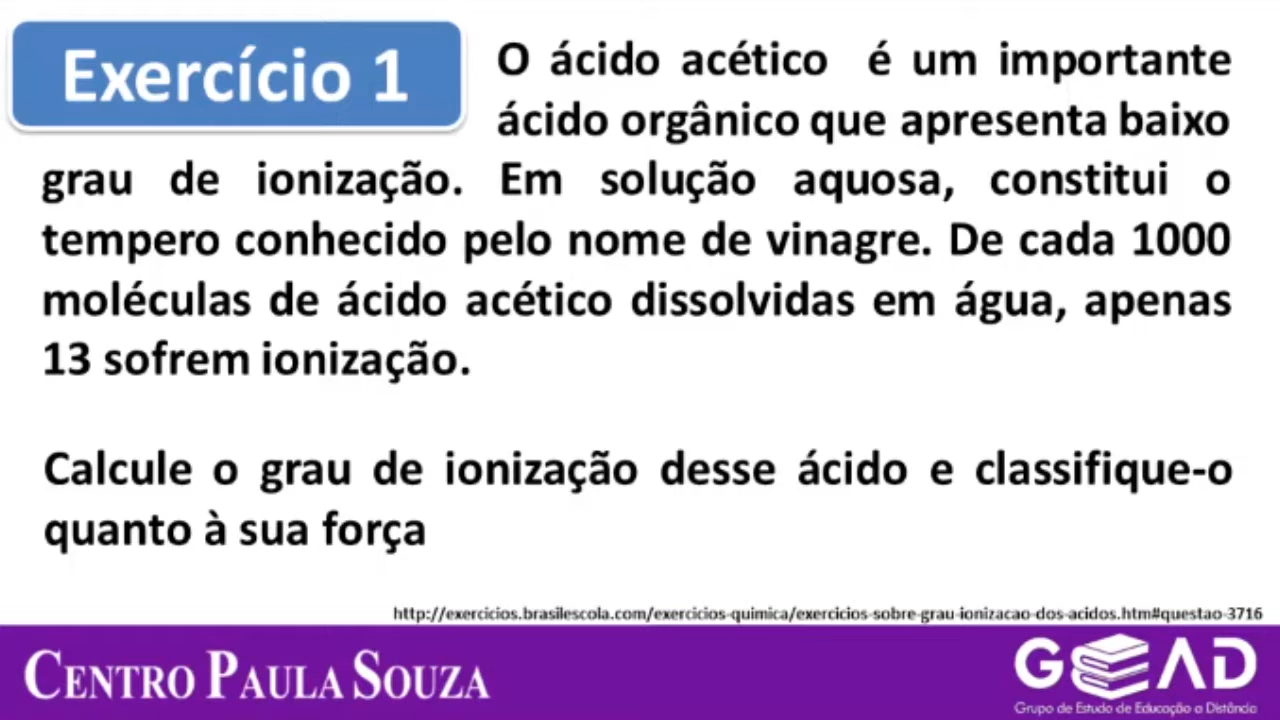 Exercício 1
O ácido acético é um importante
ácido orgânico que apresenta baixo
grau de ionização. Em solução aquosa, constitui o
tempero conhecido pelo nome de vinagre. De cada 1000
moléculas de ácido acético dissolvidas em água, apenas
13 sofrem ionização.
Calcule o grau de ionização desse ácido e classifique-o
quanto à sua força
http://exercicios.brasilescola.com/exercicios-quimica/exercicios-sobre-grau-ionizacao-dos-acidos.htm#questao-3716
CENTRO PAULA SOUZA
GEAD
Grupo de Estudo de Educação a Distância